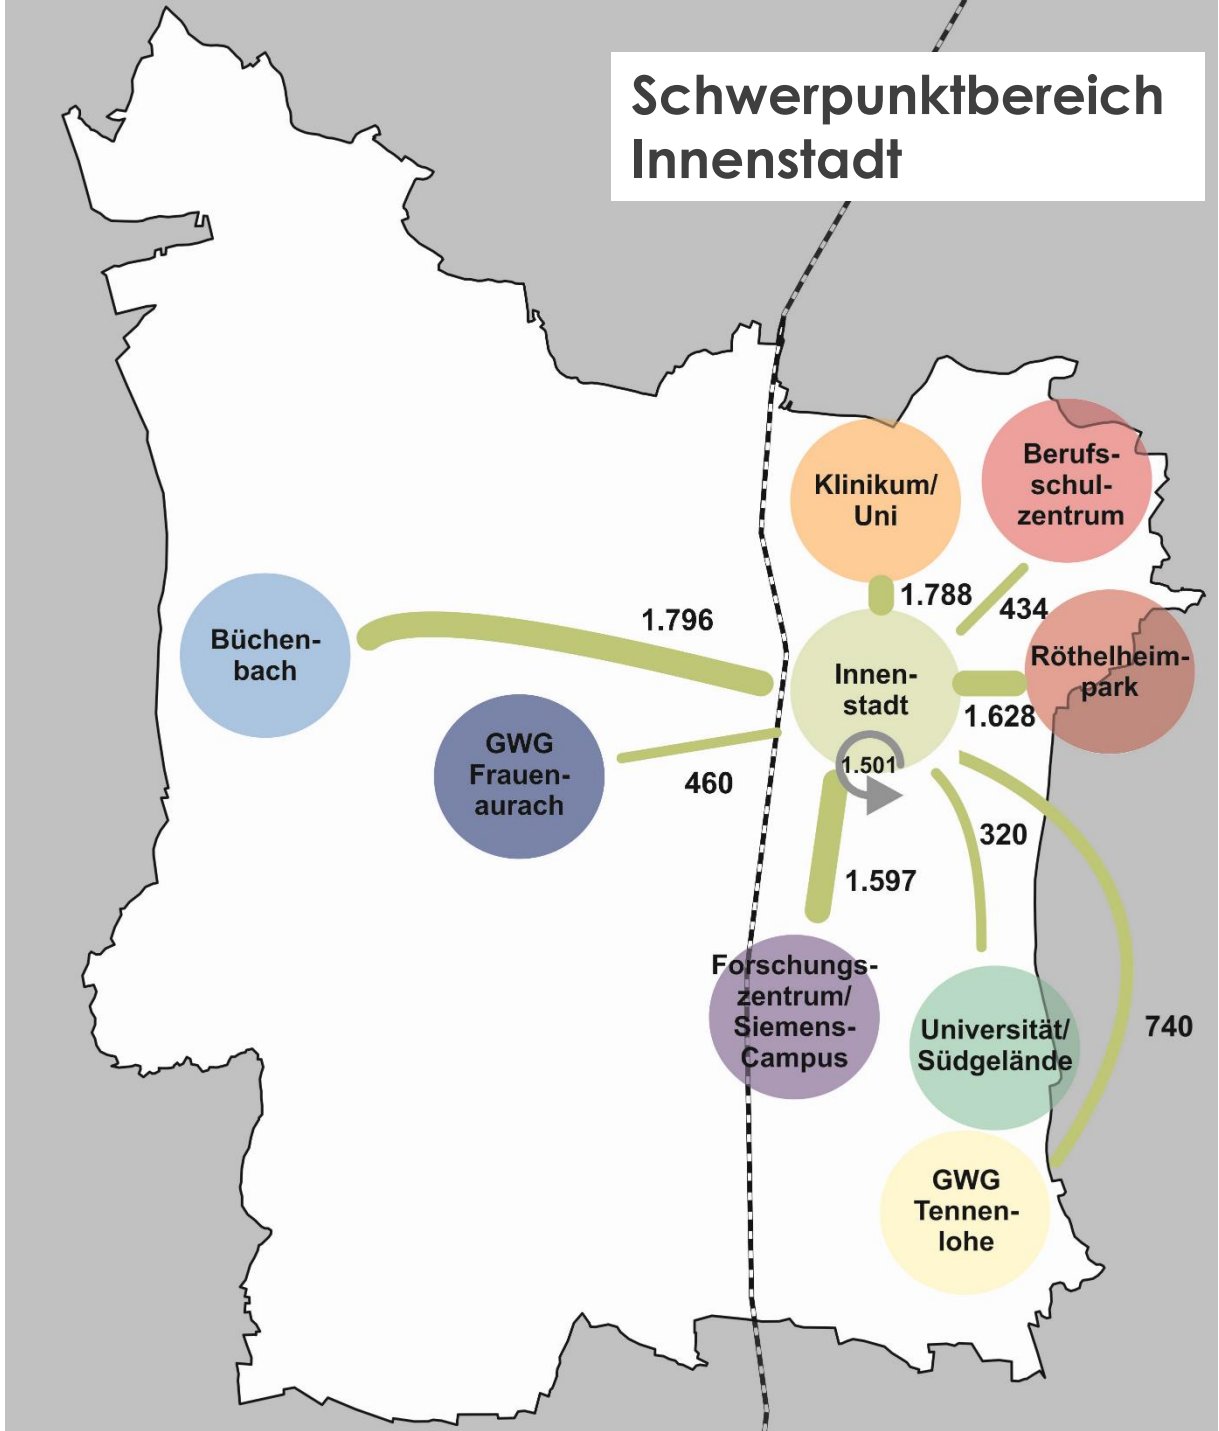 Schwerpunktbereich
Innenstadt
Klinikum/
Uni
Berufs-
schul-
zentrum
1.788
434
Büchen-
bach
1.796
Innen-
stadt
Röthelheim-
park
1.628
GWG
Frauen-
aurach
460
1.501
320
1.597
Forschungs-
zentrum/
Siemens-
Campus
Universität/
Südgelände
740
GWG
Tennen-
lohe